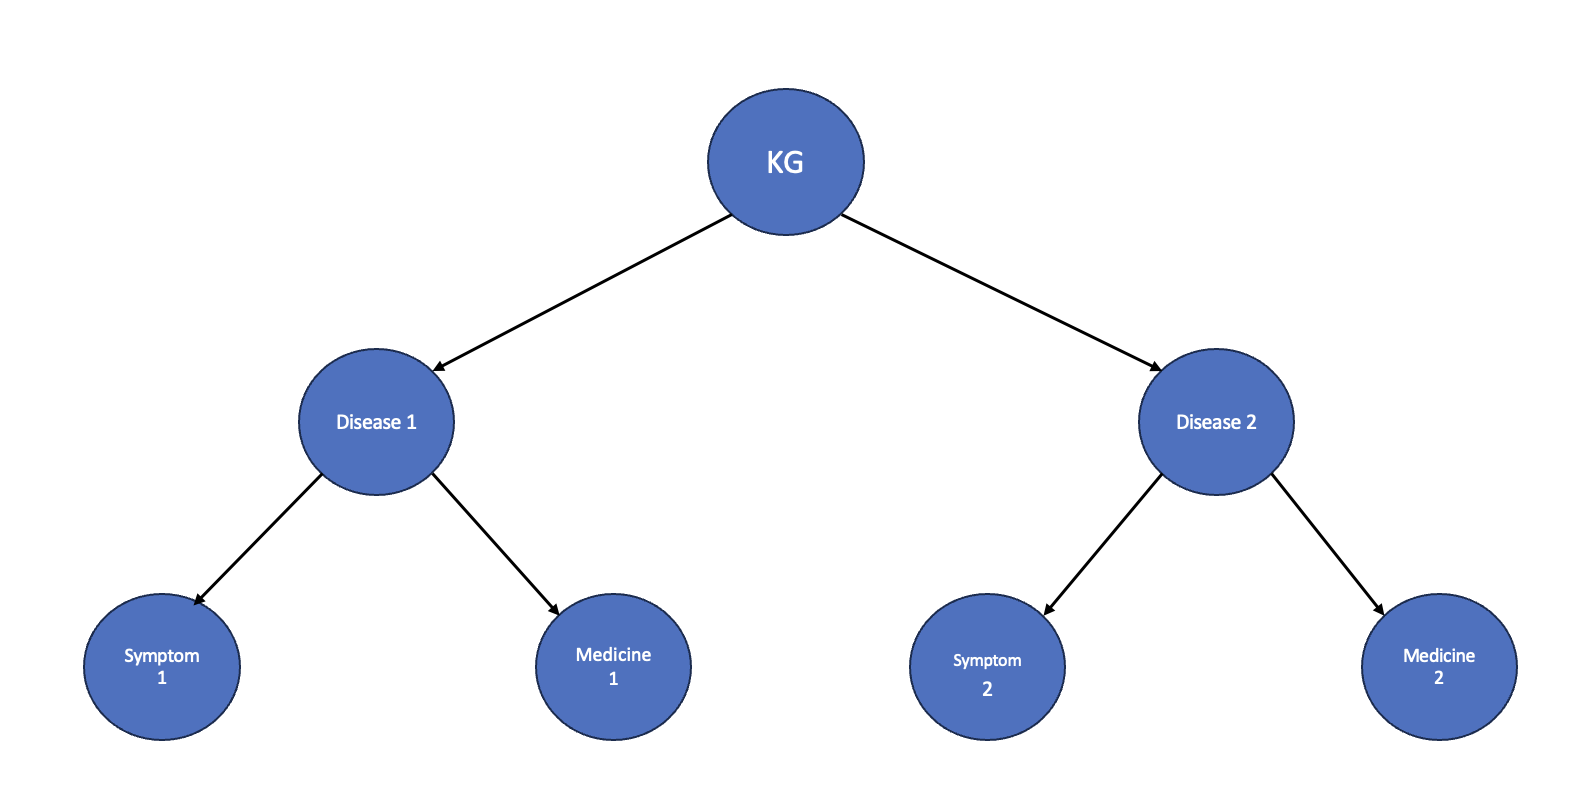 KG
Disease 1
Disease 2
Symptom
1
Medicine
1
Symptom
2
Medicine
2